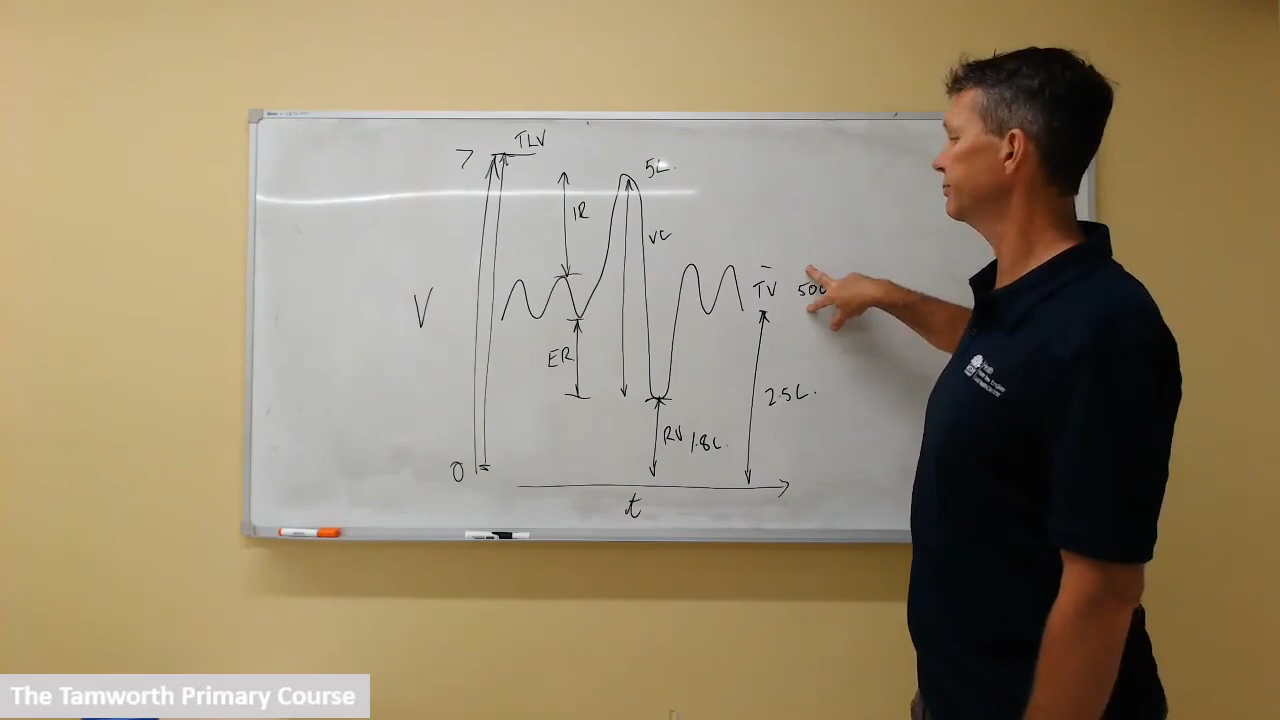 7
TLV
5L.
IR
VC
V
TV
ER
2.5L.
RV 1.8L.
0
t
The Tamworth Primary Course